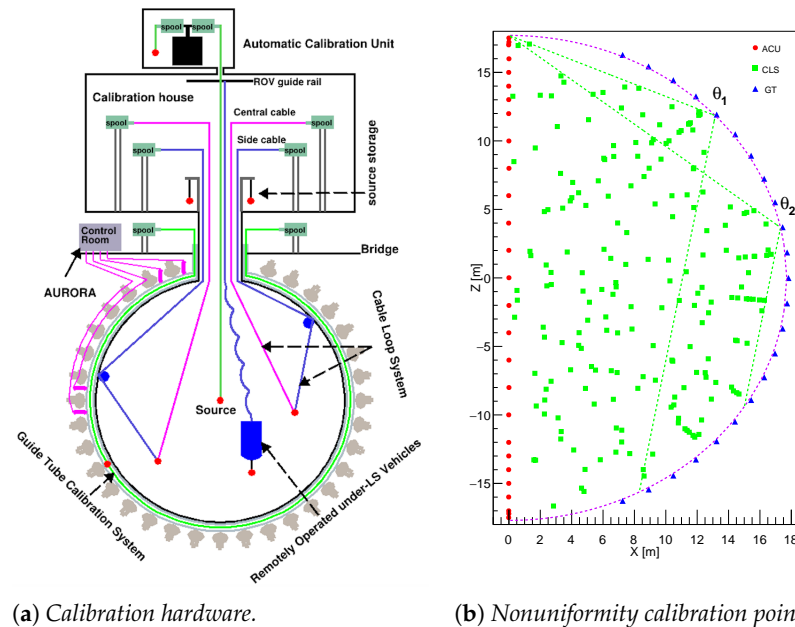 spool spool
Automatic Calibration Unit
ROV guide rail
Calibration house
Central cable
spool spool
Side cable
spool spool
source storage
spool spool
Control
Room
Bridge
AURORA
Cable Loop System
Source
Guide Tube Calibration System
Remotely Operated under-LS Vehicles
(a) Calibration hardware.
ACU
CLS
GT
θ1
θ2
15
10
5
0
−5
−10
−15
Z [m]
0 2 4 6 8 10 12 14 16 18
X [m]
(b) Nonuniformity calibration poin